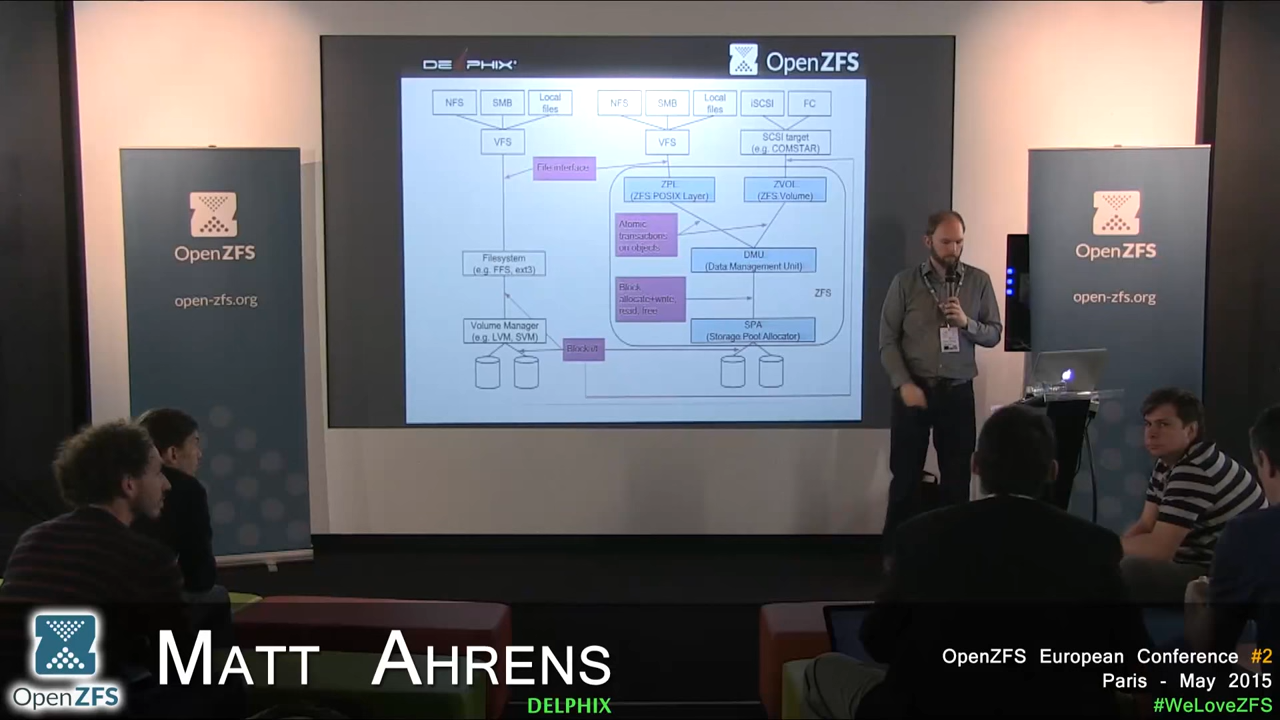 DELPHIX
OpenZFS
NFS
SMB
Local
files
VFS
NFS
SMB
Local
files
iSCSI
FC
VFS
SCSI target
(e.g. COMSTAR)
File interface
ZPL
(ZFS POSIX Layer)
ZVOL
(ZFS Volume)
Atomic
transactions
on objects
Filesystem
(e.g. FFS, ext3)
DMU
(Data Management Unit)
Block
allocate+write,
read, free
ZFS
Volume Manager
(e.g. LVM, SVM)
SPA
(Storage Pool Allocator)
OpenZFS
open-zfs.org
OpenZFS
open-zfs.org
OpenZFS
MATT AHRENS
DELPHIX
OpenZFS European Conference #2
Paris - May 2015
#WeLoveZFS